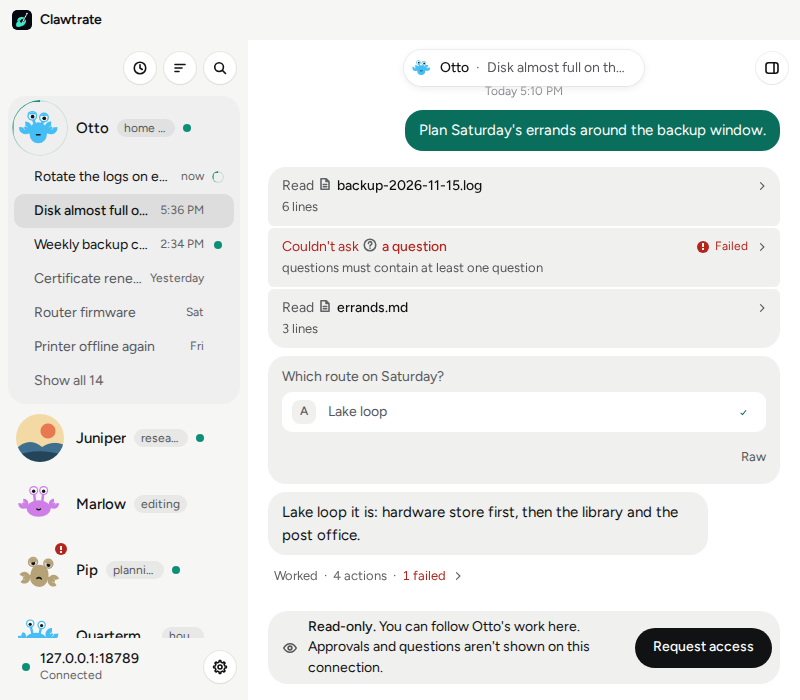 Clawtrate
Otto home ...
Rotate the logs on e... now
Disk almost full o... 5:36 PM
Weekly backup c... 2:34 PM
Certificate rene... Yesterday
Router firmware Sat
Printer offline again Fri
Show all 14
Juniper resea...
Marlow editing
Pip planni...
Quarterm hou
127.0.0.1:18789
Connected
Otto · Disk almost full on th...
Today 5:10 PM
Plan Saturday's errands around the backup window.
Read backup-2026-11-15.log
6 lines
Couldn't ask a question Failed
questions must contain at least one question
Read errands.md
3 lines
Which route on Saturday?
A Lake loop
Raw
Lake loop it is: hardware store first, then the library and the
post office.
Worked · 4 actions · 1 failed
Read-only. You can follow Otto's work here.
Approvals and questions aren't shown on this
connection.
Request access